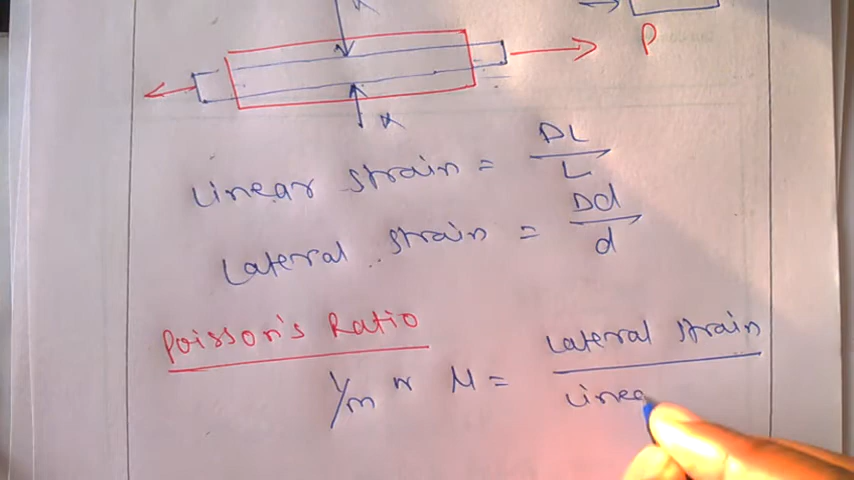 P
Linear strain = DL/L
Lateral strain = Dd/d
Poisson's Ratio
1/m or μ = Lateral strain
Linea